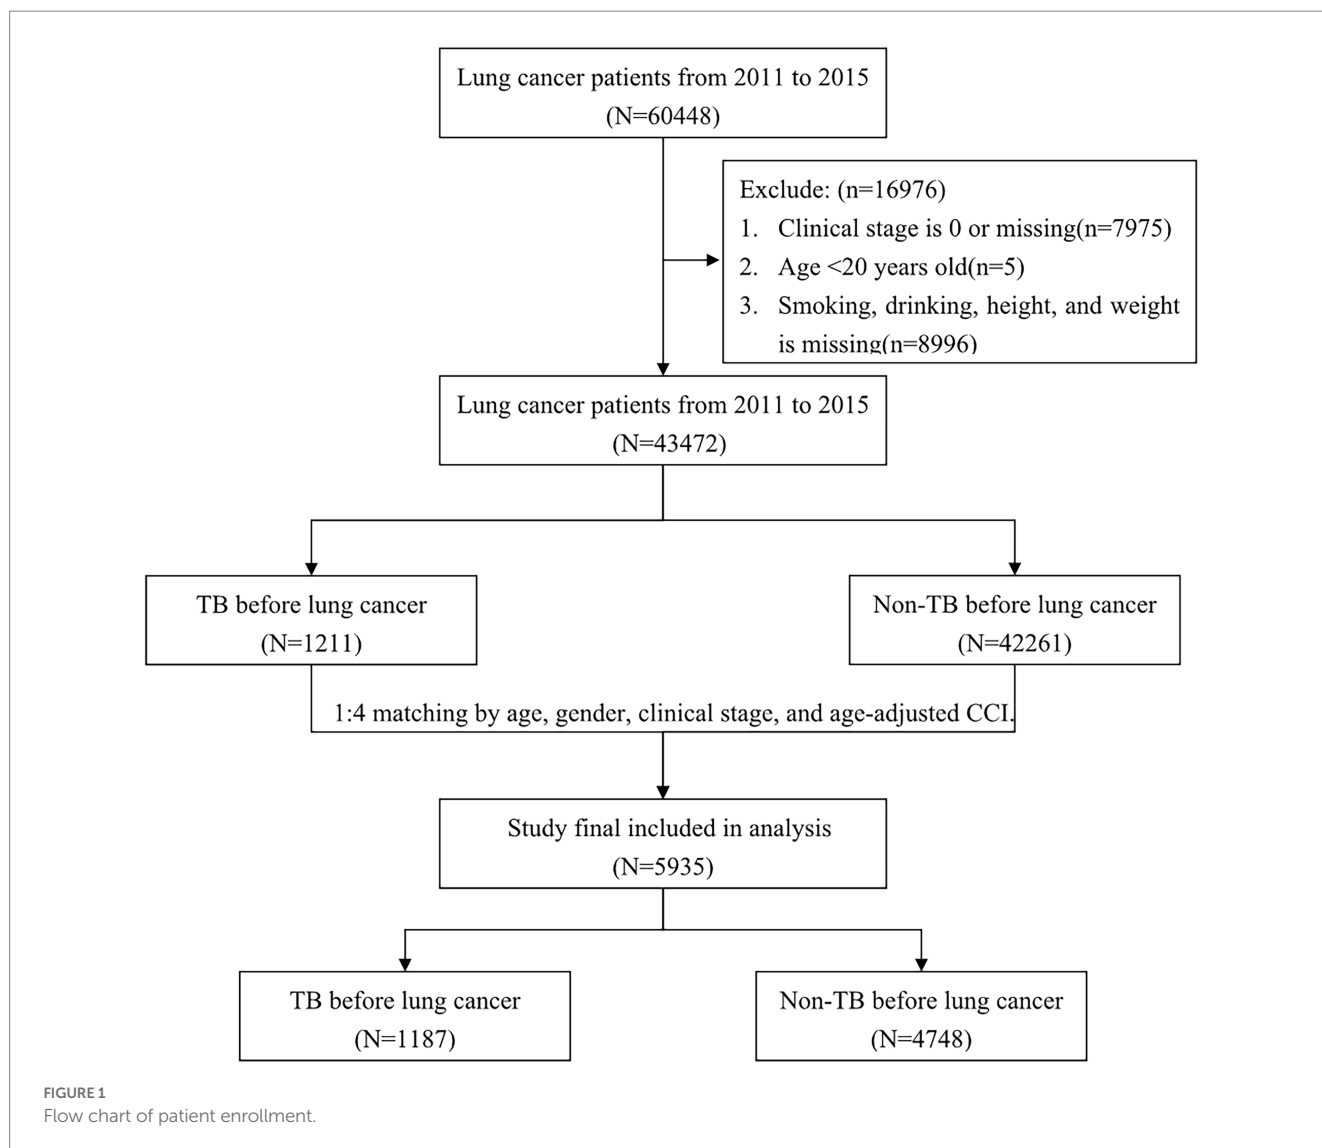 Lung cancer patients from 2011 to 2015
(N=60448)
Exclude: (n=16976)
1. Clinical stage is 0 or missing(n=7975)
2. Age <20 years old(n=5)
3. Smoking, drinking, height, and weight
is missing(n=8996)
Lung cancer patients from 2011 to 2015
(N=43472)
TB before lung cancer
(N=1211)
Non-TB before lung cancer
(N=42261)
1:4 matching by age, gender, clinical stage, and age-adjusted CCI.
Study final included in analysis
(N=5935)
TB before lung cancer
(N=1187)
Non-TB before lung cancer
(N=4748)
FIGURE 1
Flow chart of patient enrollment.